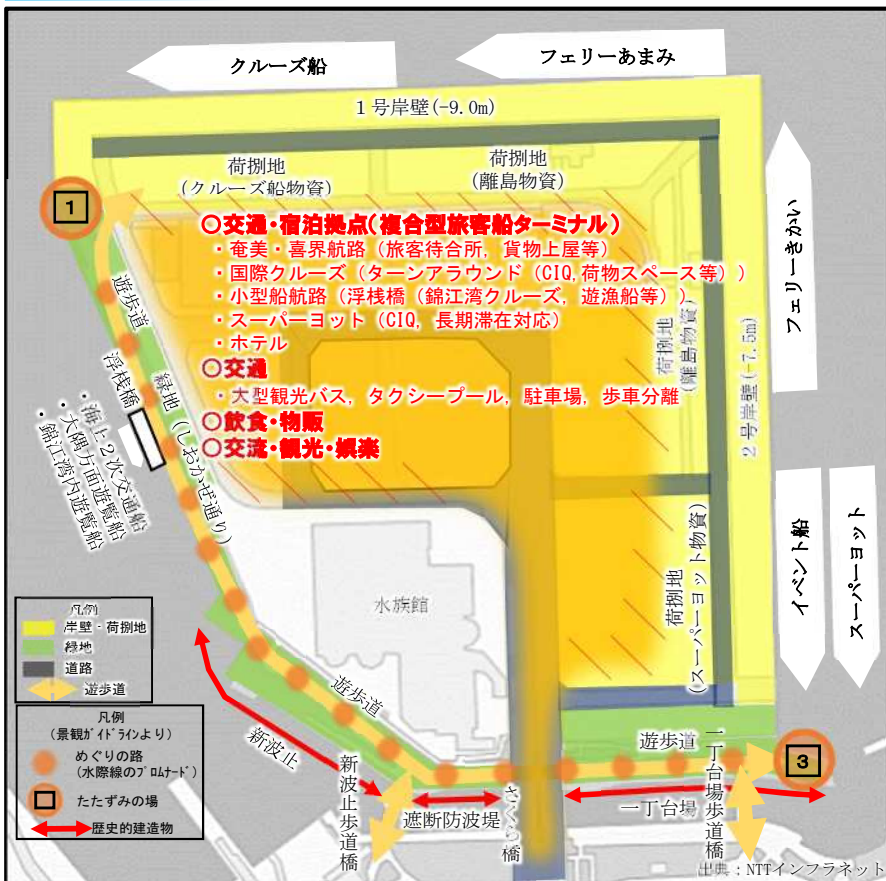 クルーズ船
フェリーあまみ
1号岸壁(-9.0m)
荷捌地
(クルーズ船物資)
荷捌地
(離島物資)
1
〇交通・宿泊拠点(複合型旅客船ターミナル)
・奄美・喜界航路（旅客待合所，貨物上屋等）
・国際クルーズ（ターンアラウンド（CIQ,荷物スペース等））
・小型船航路（浮桟橋（錦江湾クルーズ，遊漁船等））
・スーパーヨット（CIQ，長期滞在対応）
・ホテル
〇交通
・大型観光バス，タクシープール，駐車場，歩車分離
〇飲食・物販
〇交流・観光・娯楽
フェリーきかい
荷捌地
(離島物資)
2号岸壁(-7.5m)
遊歩道
浮桟橋
緑地(しおかぜ通り)
・海上2次交通船
・大隅方面遊覧船
・錦江湾内遊覧船
水族館
荷捌地
(スーパーヨット物資)
イベント船
スーパーヨット
凡例
岸壁・荷捌地
緑地
道路
遊歩道
凡例
(景観ガイドラインより)
めぐりの路
(水際線のプロムナード)
たたずみの場
歴史的建造物
新波止
遊歩道
新波止歩道橋
遮断防波堤
さくら橋
遊歩道
一丁台場
一丁台場歩道橋
3
出典：NTTインフラネット